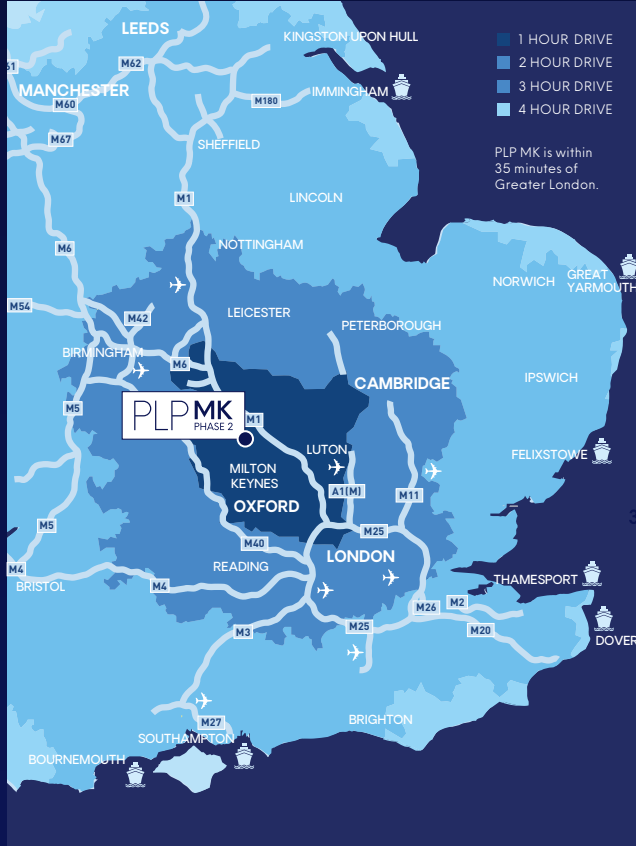 LEEDS
KINGSTON UPON HULL
1 HOUR DRIVE
2 HOUR DRIVE
3 HOUR DRIVE
4 HOUR DRIVE
61
M62
MANCHESTER
M60
M180
IMMINGHAM
M67
SHEFFIELD
PLP MK is within
35 minutes of
Greater London.
M1
LINCOLN
M6
NOTTINGHAM
NORWICH
GREAT
YARMOUTH
M54
M42
LEICESTER
PETERBOROUGH
BIRMINGHAM
M6
CAMBRIDGE
IPSWICH
M5
PLP MK
PHASE 2
M1
LUTON
FELIXSTOWE
MILTON
KEYNES
A1(M)
M11
OXFORD
M5
M25
3
M40
LONDON
M4
READING
BRISTOL
M4
THAMESPORT
M26
M2
M3
M25
M20
DOVER
M27
BRIGHTON
SOUTHAMPTON
BOURNEMOUTH